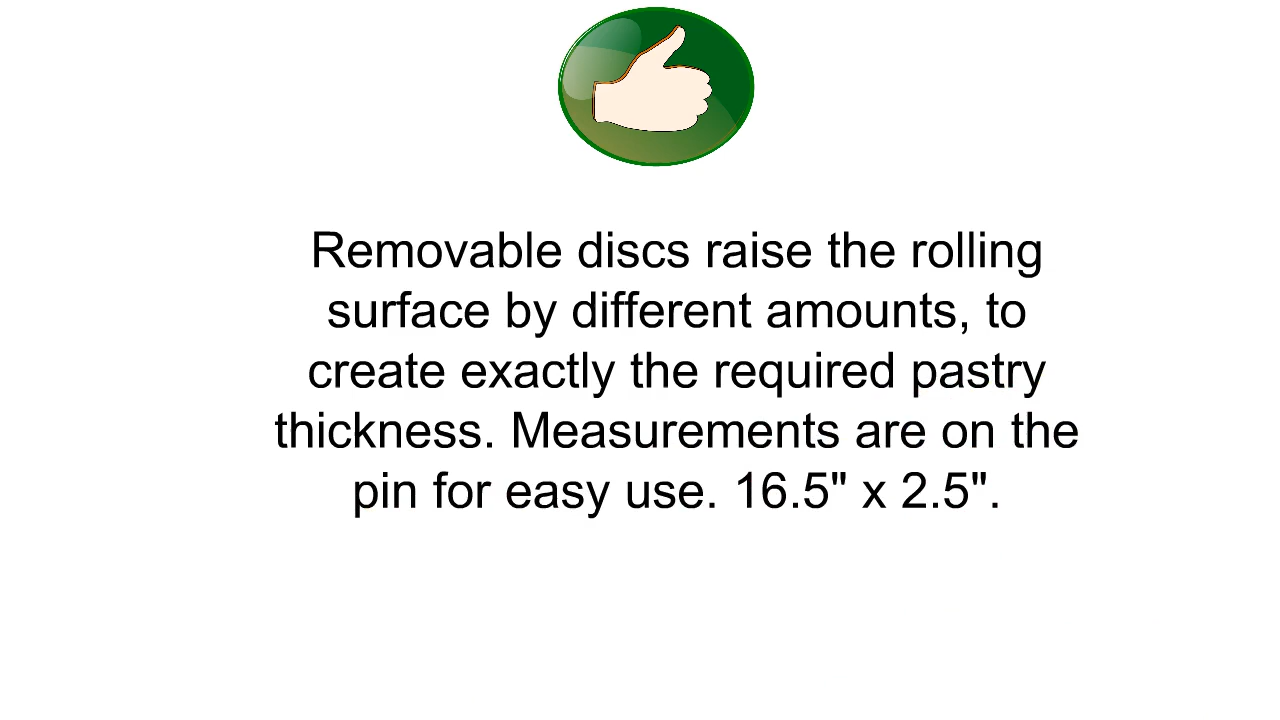 Removable discs raise the rolling
surface by different amounts, to
create exactly the required pastry
thickness. Measurements are on the
pin for easy use. 16.5" x 2.5".